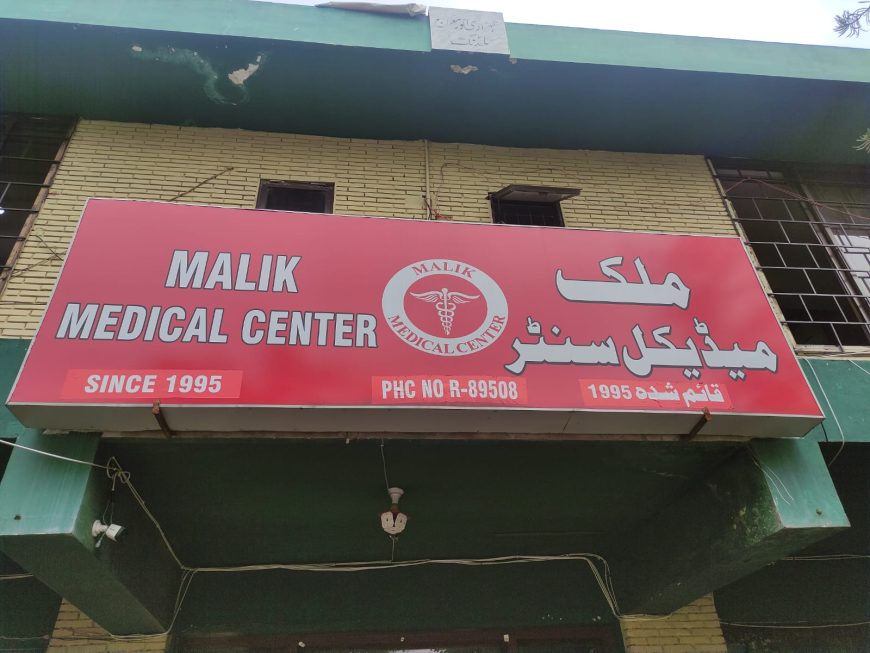 MALIK
MEDICAL CENTER
SINCE 1995
MALIK
MEDICAL CENTER
PHC NO R-89508
ملک
میڈیکل سنٹر
قائم شدہ 1995